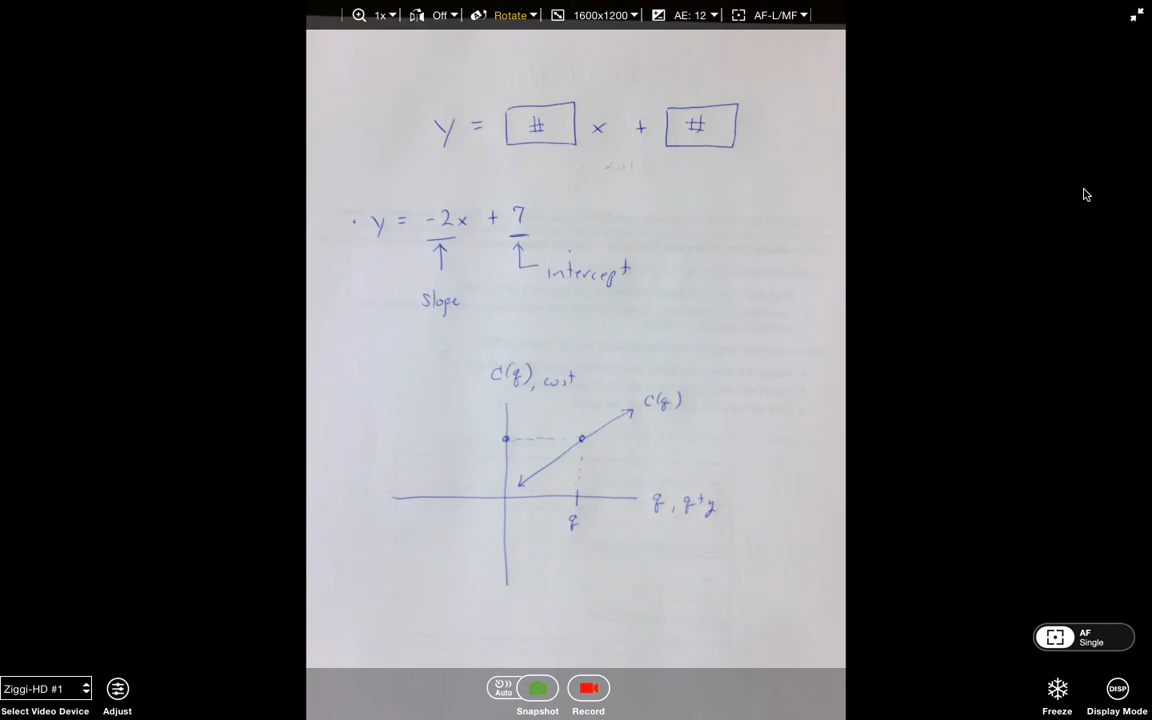 1x Off Rotate 1600x1200 AE: 12 AF-L/MF
y = # x + #
· y = -2x + 7
intercept
slope
C(q), cost
C(q)
q, qty
q
AF
Single
Ziggi-HD #1
Auto
Select Video Device Adjust Snapshot Record Freeze Display Mode
DISP